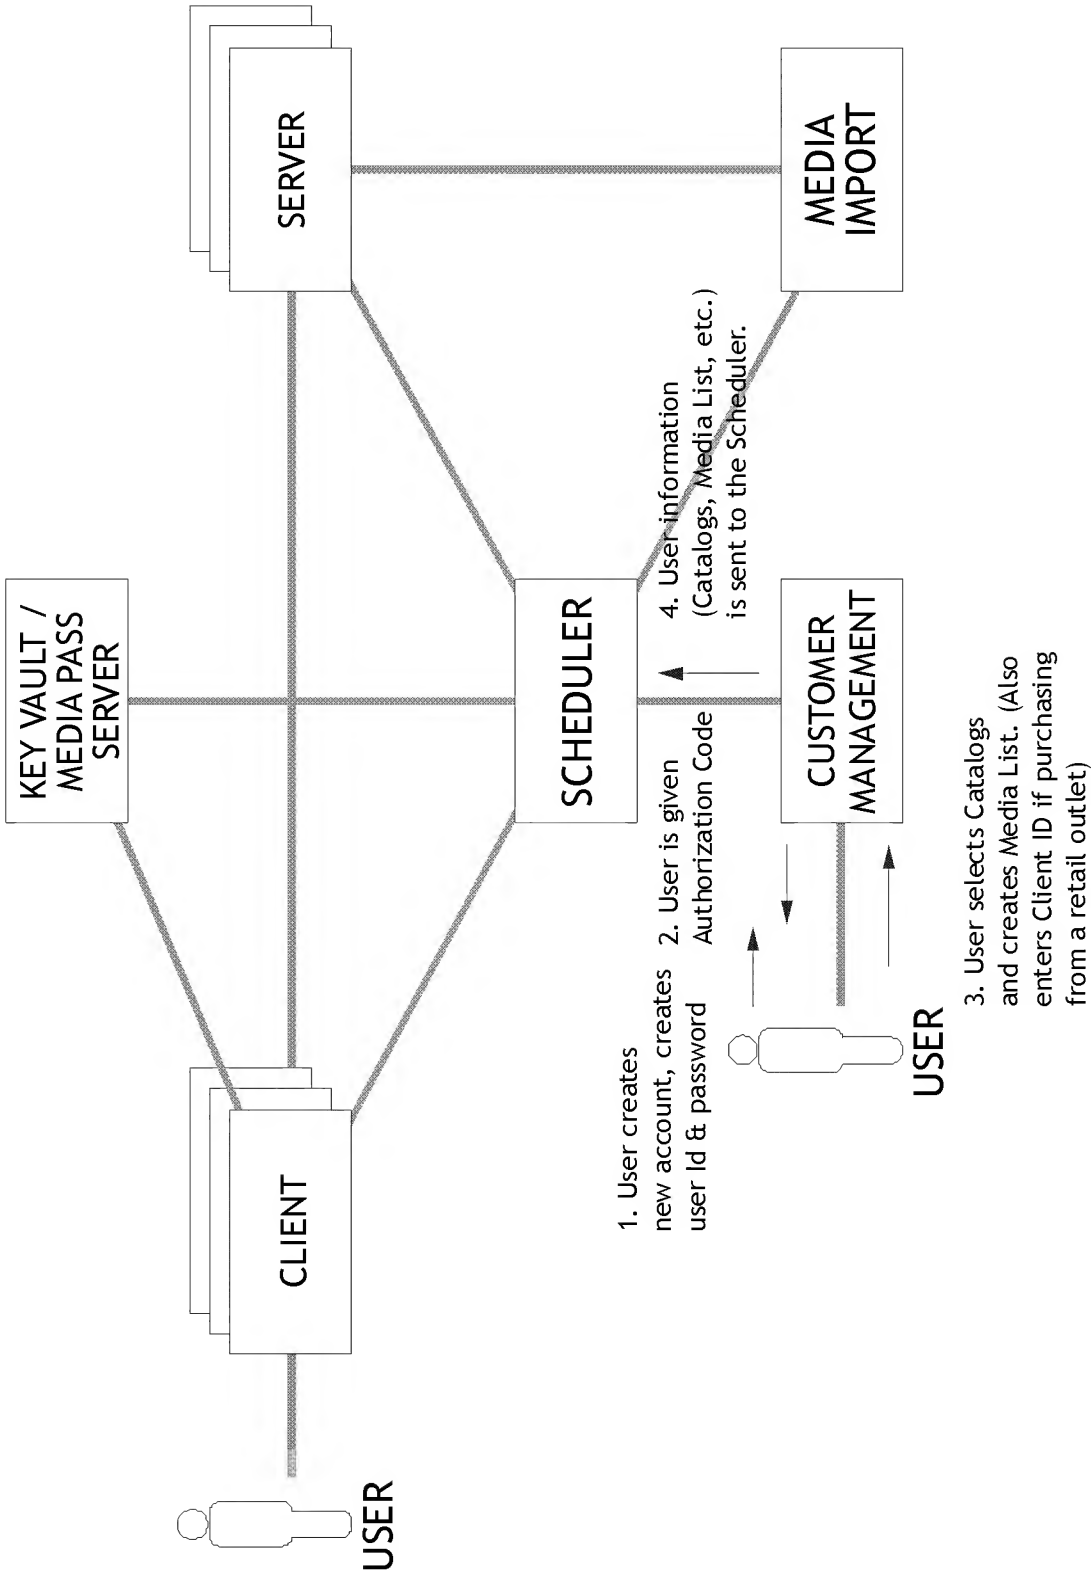 KEY VAULT /
MEDIA PASS
SERVER
USER
CLIENT
SERVER
SCHEDULER
1. User creates
new account, creates
user Id & password
2. User is given
Authorization Code
4. User information
(Catalogs, Media List, etc.)
is sent to the Scheduler.
USER
CUSTOMER
MANAGEMENT
MEDIA
IMPORT
3. User selects Catalogs
and creates Media List. (Also
enters Client ID if purchasing
from a retail outlet)